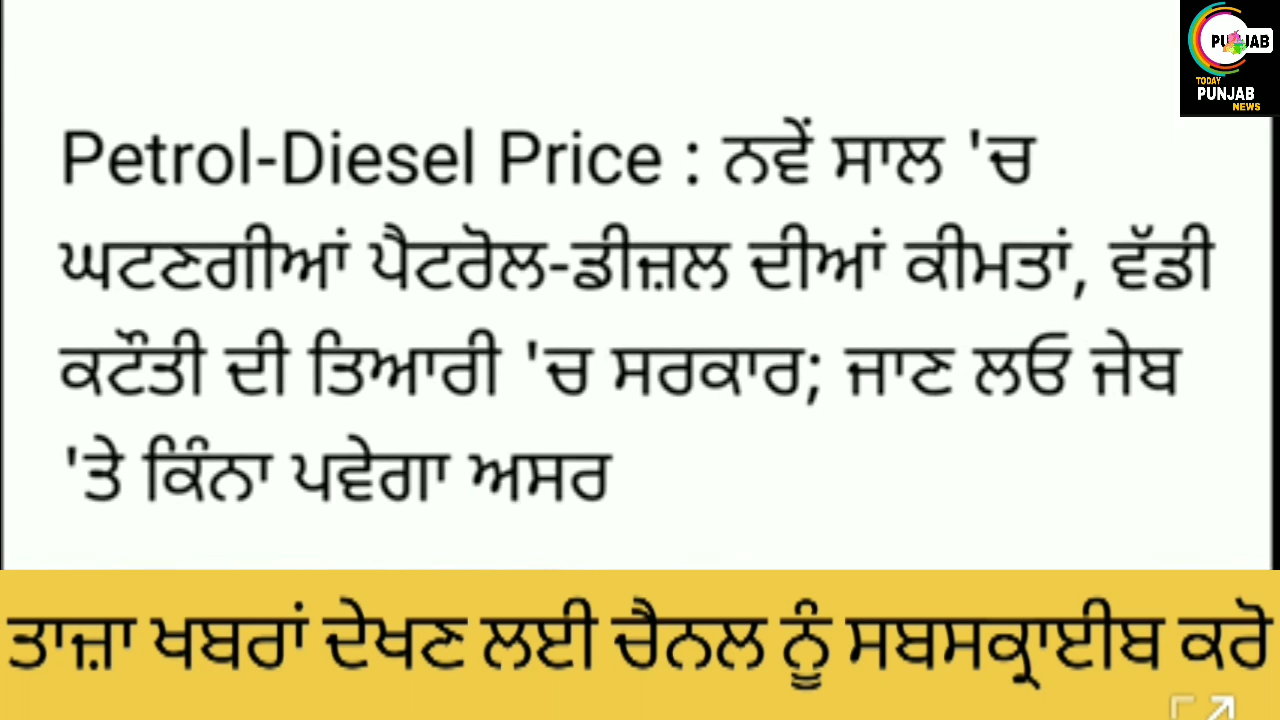 PUNJAB
TODAY
PUNJAB
NEWS
Petrol-Diesel Price : ਨਵੇਂ ਸਾਲ 'ਚ
ਘਟਣਗੀਆਂ ਪੈਟਰੋਲ-ਡੀਜ਼ਲ ਦੀਆਂ ਕੀਮਤਾਂ, ਵੱਡੀ
ਕਟੌਤੀ ਦੀ ਤਿਆਰੀ 'ਚ ਸਰਕਾਰ; ਜਾਣ ਲਓ ਜੇਬ
'ਤੇ ਕਿੰਨਾ ਪਵੇਗਾ ਅਸਰ
ਤਾਜ਼ਾ ਖਬਰਾਂ ਦੇਖਣ ਲਈ ਚੈਨਲ ਨੂੰ ਸਬਸਕ੍ਰਾਈਬ ਕਰੋ